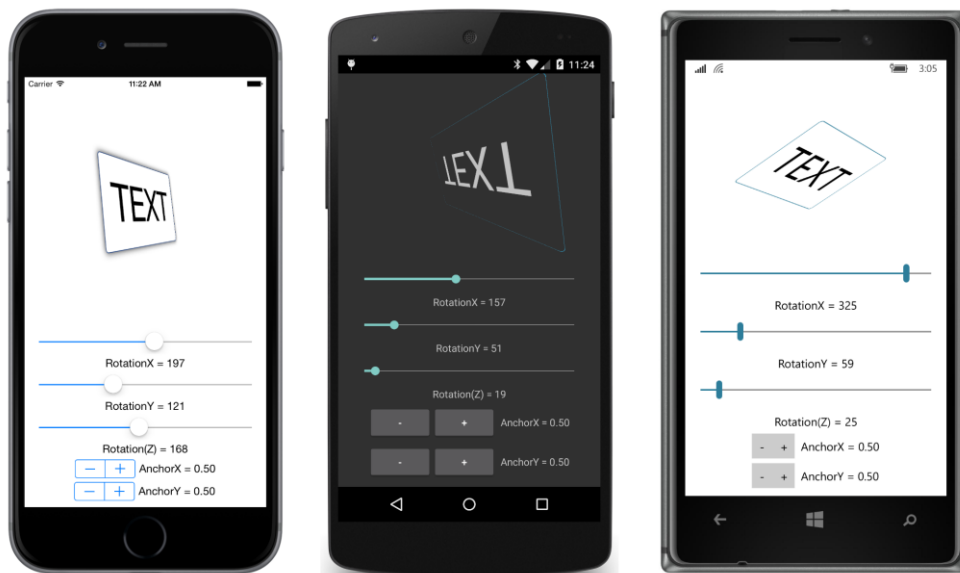 Carrier
11:22 AM
TEXT
RotationX = 197
RotationY = 121
Rotation(Z) = 168
− + AnchorX = 0.50
− + AnchorY = 0.50
11:24
TEXT
RotationX = 157
RotationY = 51
Rotation(Z) = 19
- + AnchorX = 0.50
- + AnchorY = 0.50
3:05
TEXT
RotationX = 325
RotationY = 59
Rotation(Z) = 25
- + AnchorX = 0.50
- + AnchorY = 0.50